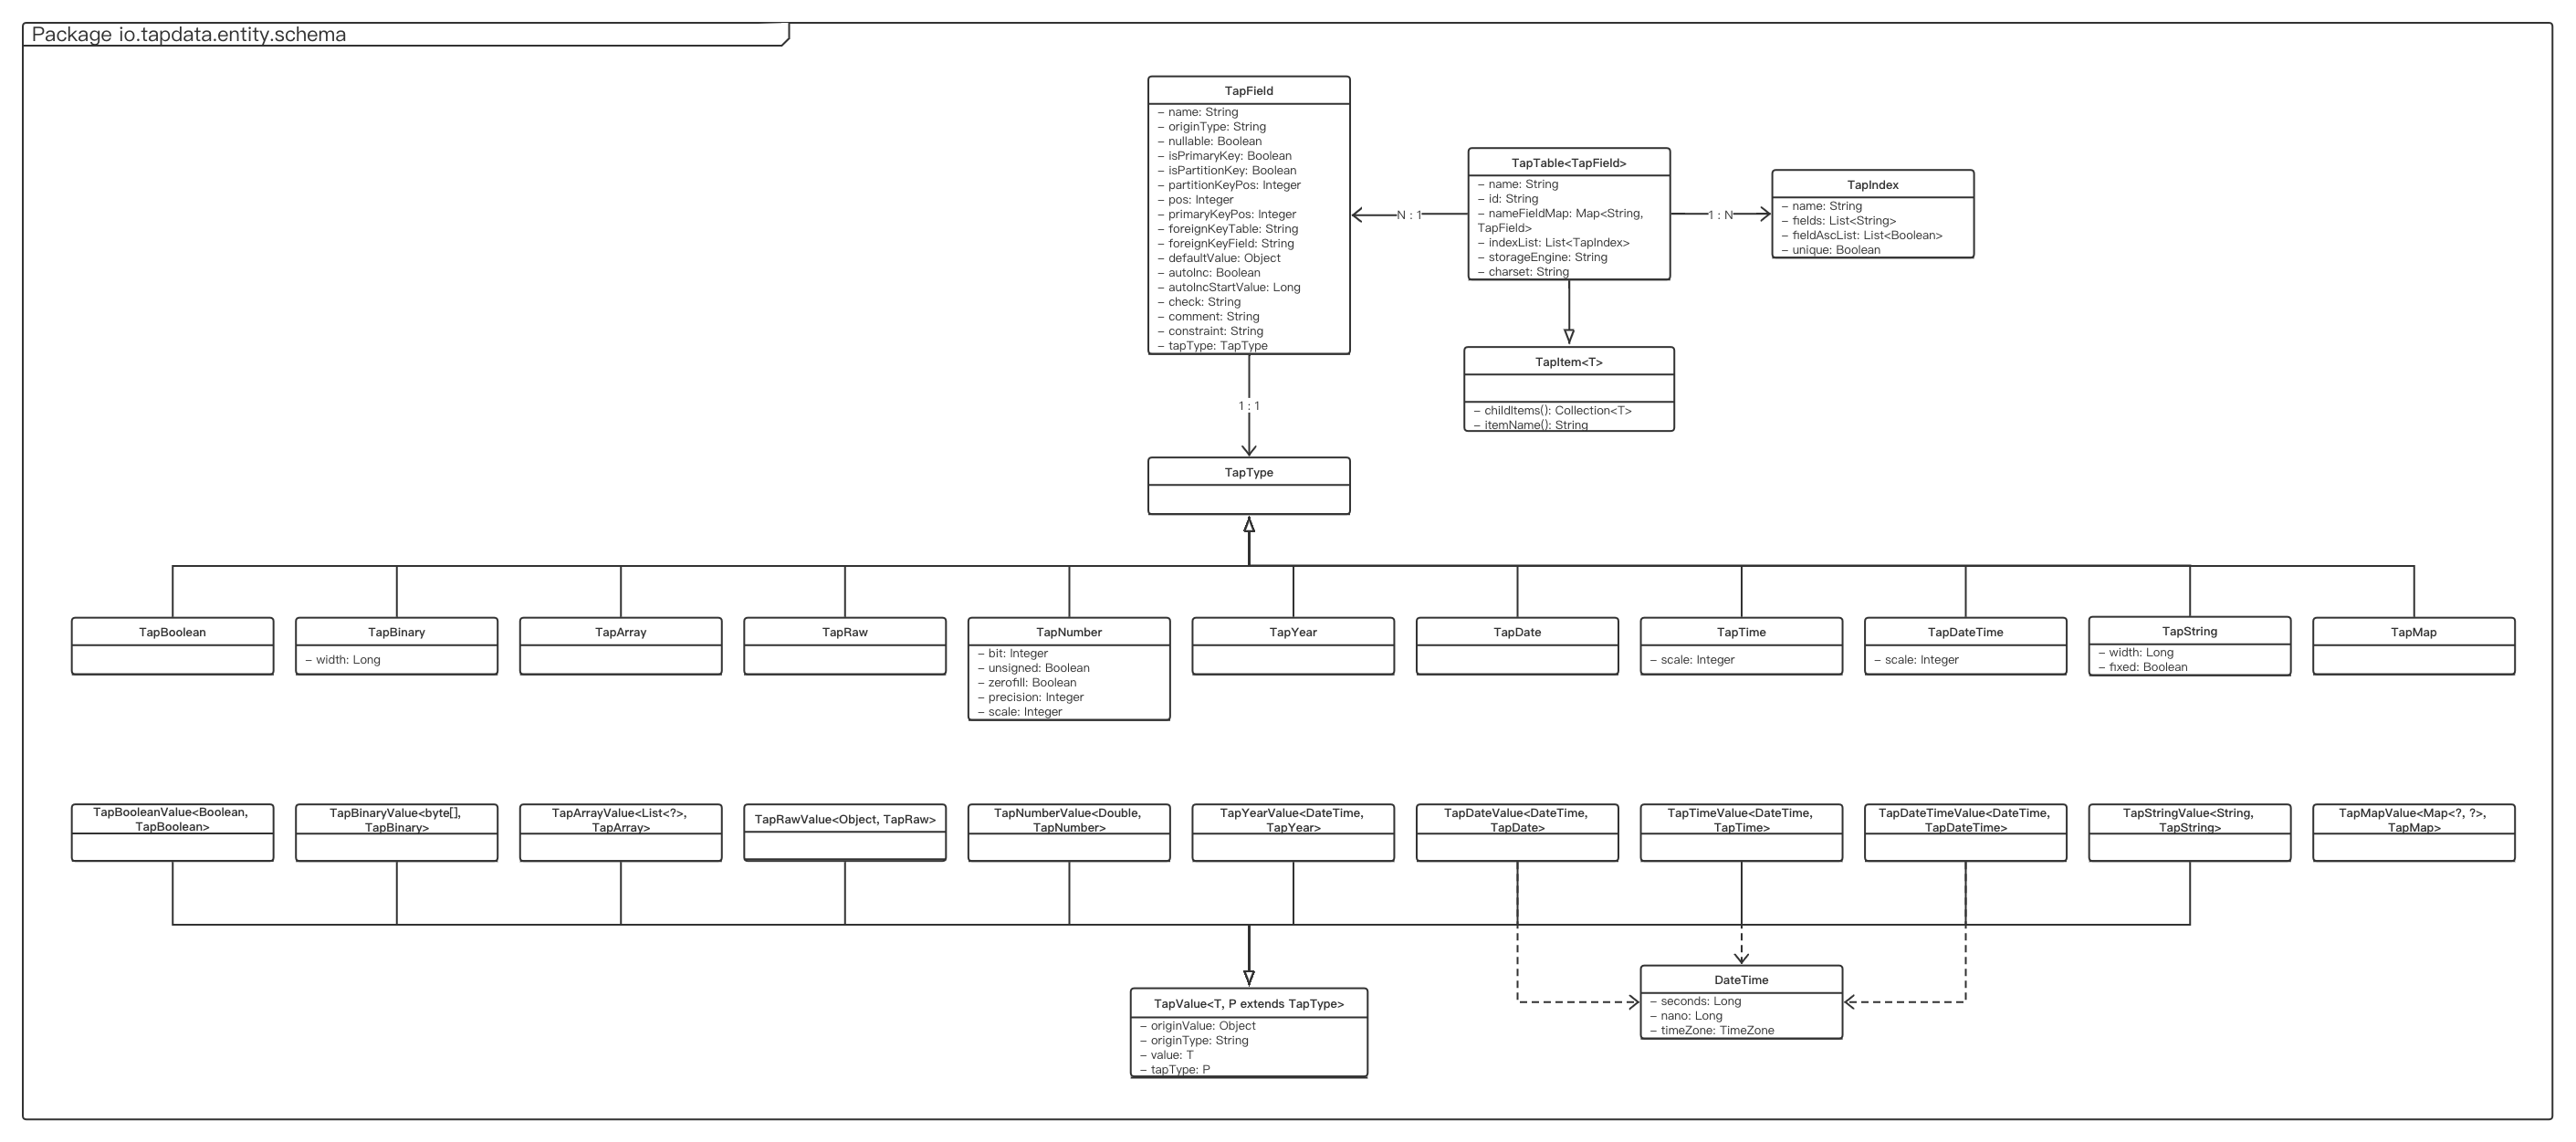 Package io.tapdata.entity.schema
TapField
– name: String
– originType: String
– nullable: Boolean
– isPrimaryKey: Boolean
– isPartitionKey: Boolean
– partitionKeyPos: Integer
– pos: Integer
– primaryKeyPos: Integer
– foreignKeyTable: String
– foreignKeyField: String
– defaultValue: Object
– autoInc: Boolean
– autoIncStartValue: Long
– check: String
– comment: String
– constraint: String
– tapType: TapType
N : 1
TapTable<TapField>
– name: String
– id: String
– nameFieldMap: Map<String,
TapField>
– indexList: List<TapIndex>
– storageEngine: String
– charset: String
1 : N
TapIndex
– name: String
– fields: List<String>
– fieldAscList: List<Boolean>
– unique: Boolean
TapItem<T>
– childItems(): Collection<T>
– itemName(): String
1 : 1
TapType
TapBoolean
TapBinary
– width: Long
TapArray
TapRaw
TapNumber
– bit: Integer
– unsigned: Boolean
– zerofill: Boolean
– precision: Integer
– scale: Integer
TapYear
TapDate
TapTime
– scale: Integer
TapDateTime
– scale: Integer
TapString
– width: Long
– fixed: Boolean
TapMap
TapBooleanValue<Boolean,
TapBoolean>
TapBinaryValue<byte[],
TapBinary>
TapArrayValue<List<?>,
TapArray>
TapRawValue<Object, TapRaw>
TapNumberValue<Double,
TapNumber>
TapYearValue<DateTime,
TapYear>
TapDateValue<DateTime,
TapDate>
TapTimeValue<DateTime,
TapTime>
TapDateTimeValue<DateTime,
TapDateTime>
TapStringValue<String,
TapString>
TapMapValue<Map<?, ?>,
TapMap>
TapValue<T, P extends TapType>
– originValue: Object
– originType: String
– value: T
– tapType: P
DateTime
– seconds: Long
– nano: Long
– timeZone: TimeZone